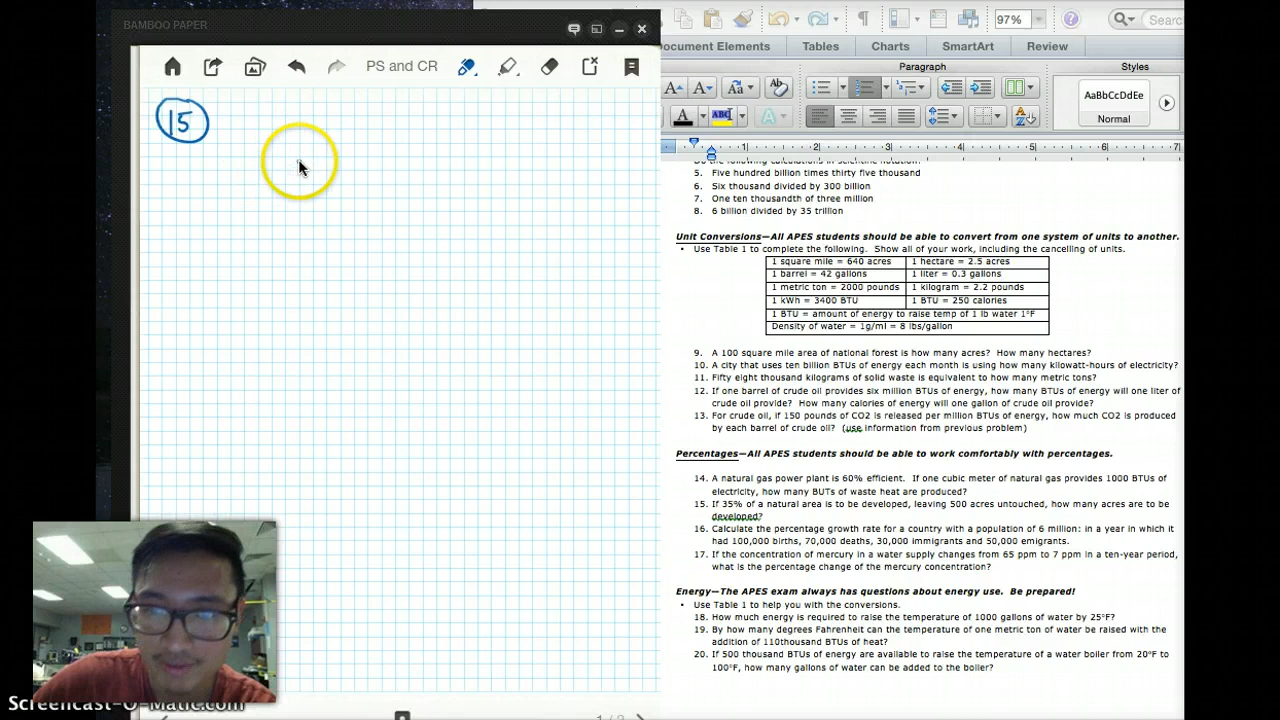 BAMBOO PAPER
PS and CR
15
97%
Search
Document Elements
Tables
Charts
SmartArt
Review
Paragraph
Styles
AaBbCcDdEe
Normal
1 2 3 4 5 6 7
5. Five hundred billion times thirty five thousand
6. Six thousand divided by 300 billion
7. One ten thousandth of three million
8. 6 billion divided by 35 trillion
Unit Conversions—All APES students should be able to convert from one system of units to another.
• Use Table 1 to complete the following. Show all of your work, including the cancelling of units.
1 square mile = 640 acres 1 hectare = 2.5 acres
1 barrel = 42 gallons 1 liter = 0.3 gallons
1 metric ton = 2000 pounds 1 kilogram = 2.2 pounds
1 kWh = 3400 BTU 1 BTU = 250 calories
1 BTU = amount of energy to raise temp of 1 lb water 1°F
Density of water = 1g/ml = 8 lbs/gallon
9. A 100 square mile area of national forest is how many acres? How many hectares?
10. A city that uses ten billion BTUs of energy each month is using how many kilowatt-hours of electricity?
11. Fifty eight thousand kilograms of solid waste is equivalent to how many metric tons?
12. If one barrel of crude oil provides six million BTUs of energy, how many BTUs of energy will one liter of
crude oil provide? How many calories of energy will one gallon of crude oil provide?
13. For crude oil, if 150 pounds of CO2 is released per million BTUs of energy, how much CO2 is produced
by each barrel of crude oil? (use information from previous problem)
Percentages—All APES students should be able to work comfortably with percentages.
14. A natural gas power plant is 60% efficient. If one cubic meter of natural gas provides 1000 BTUs of
electricity, how many BUTs of waste heat are produced?
15. If 35% of a natural area is to be developed, leaving 500 acres untouched, how many acres are to be
developed?
16. Calculate the percentage growth rate for a country with a population of 6 million: in a year in which it
had 100,000 births, 70,000 deaths, 30,000 immigrants and 50,000 emigrants.
17. If the concentration of mercury in a water supply changes from 65 ppm to 7 ppm in a ten-year period,
what is the percentage change of the mercury concentration?
Energy—The APES exam always has questions about energy use. Be prepared!
• Use Table 1 to help you with the conversions.
18. How much energy is required to raise the temperature of 1000 gallons of water by 25°F?
19. By how many degrees Fahrenheit can the temperature of one metric ton of water be raised with the
addition of 110thousand BTUs of heat?
20. If 500 thousand BTUs of energy are available to raise the temperature of a water boiler from 20°F to
100°F, how many gallons of water can be added to the boiler?
Screencast-O-Matic.com